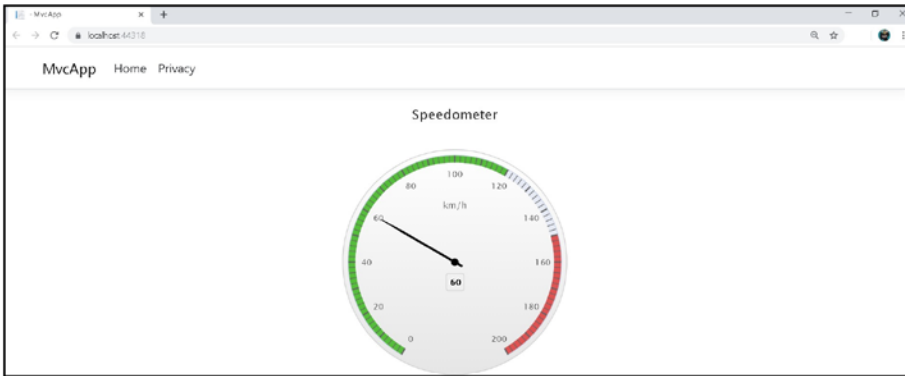 - MvcApp
localhost:44318
MvcApp Home Privacy
Speedometer
100
80 120
km/h
60 140
40 160
60
20 180
0 200